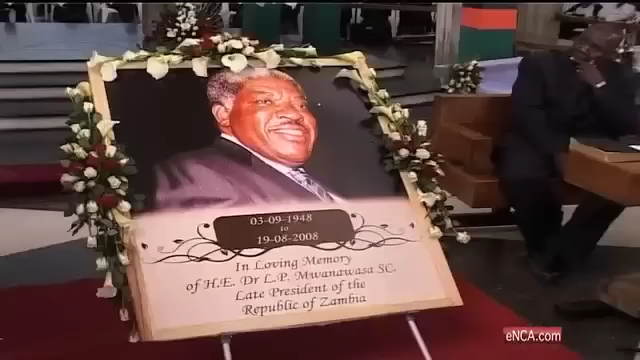 03-09-1948
to
19-08-2008
In Loving Memory
of H.E. Dr L.P. Mwanawasa SC.
Late President of the
Republic of Zambia
eNCA.com